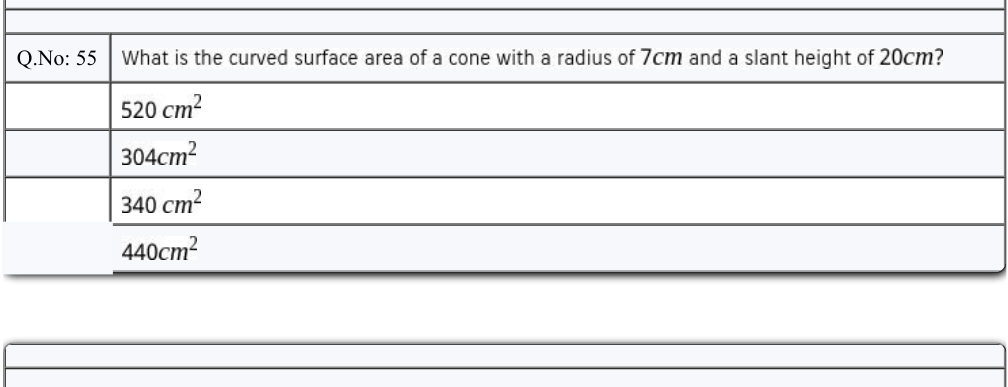 Q.No: 55 What is the curved surface area of a cone with a radius of 7cm and a slant height of 20cm?
520 cm²
304cm²
340 cm²
440cm²